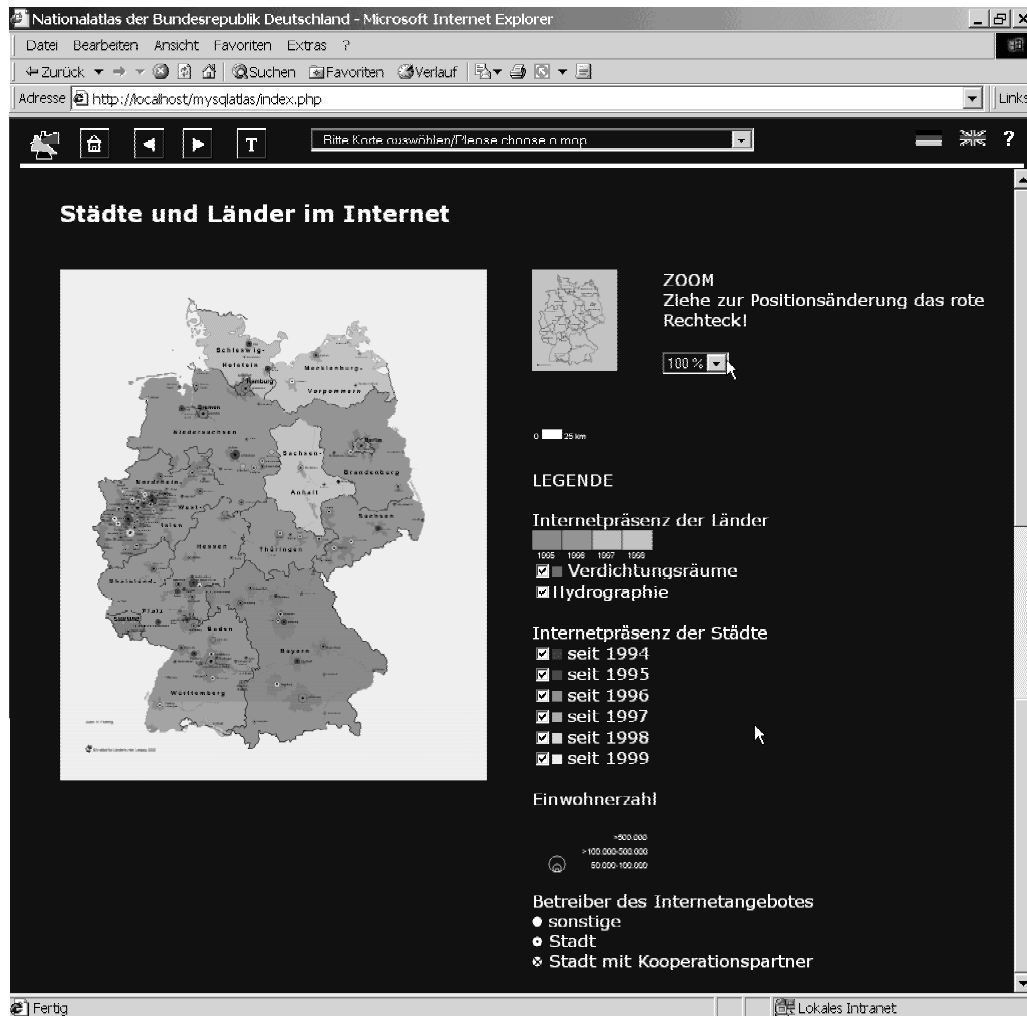 Nationalatlas der Bundesrepublik Deutschland - Microsoft Internet Explorer
Datei Bearbeiten Ansicht Favoriten Extras ?
Zurück Suchen Favoriten Verlauf
Adresse http://localhost/mysqlatlas/index.php Links
T Bitte Karte auswählen/Please choose a map ?
Städte und Länder im Internet
ZOOM
Ziehe zur Positionsänderung das rote
Rechteck!
100 %
Schleswig-
Holstein
Mecklenburg-
Vorpommern
Hamburg
Bremen
Niedersachsen
Berlin
Sachsen-
Anhalt
Brandenburg
Nordrhein-
West-
falen
Sachsen
Hessen
Thüringen
Rheinland-
Pfalz
Saarland
Baden
Württemberg
Bayern
0 25 km
LEGENDE
Internetpräsenz der Länder
1995 1996 1997 1998
Verdichtungsräume
Hydrographie
Internetpräsenz der Städte
seit 1994
seit 1995
seit 1996
seit 1997
seit 1998
seit 1999
Einwohnerzahl
>500.000
>100.000-500.000
50.000-100.000
Betreiber des Internetangebotes
sonstige
Stadt
Stadt mit Kooperationspartner
Fertig Lokales Intranet